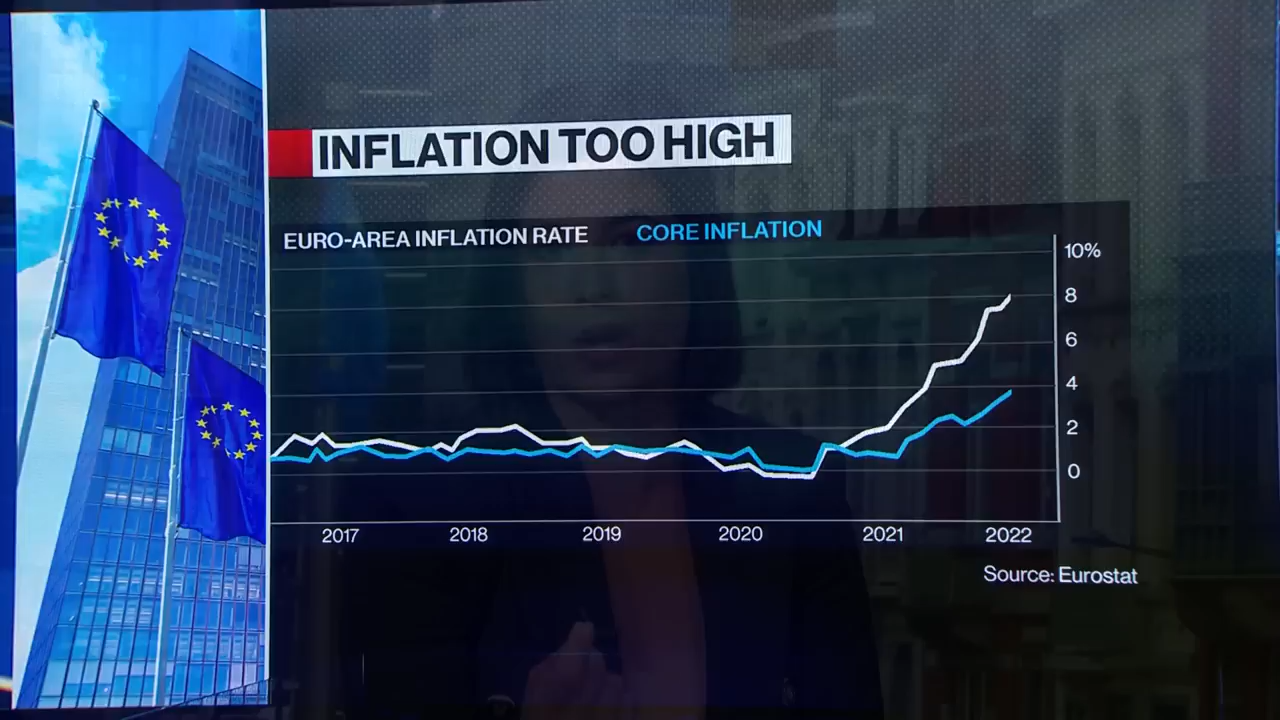 INFLATION TOO HIGH
EURO-AREA INFLATION RATE
CORE INFLATION
10%
8
6
4
2
0
2017 2018 2019 2020 2021 2022
Source: Eurostat